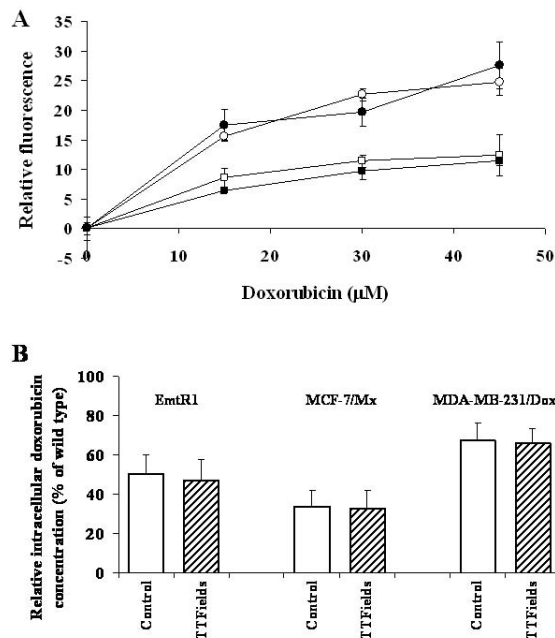 A
35
30
25
20
15
10
5
0
-5
Relative fluorescence
0 10 20 30 40 50
Doxorubicin (µM)
B
Relative intracellular doxorubicin
concentration (% of wild type)
100
80
60
40
20
0
EmtR1 MCF-7/Mx MDA-MB-231/Dox
Control TTFields Control TTFields Control TTFields